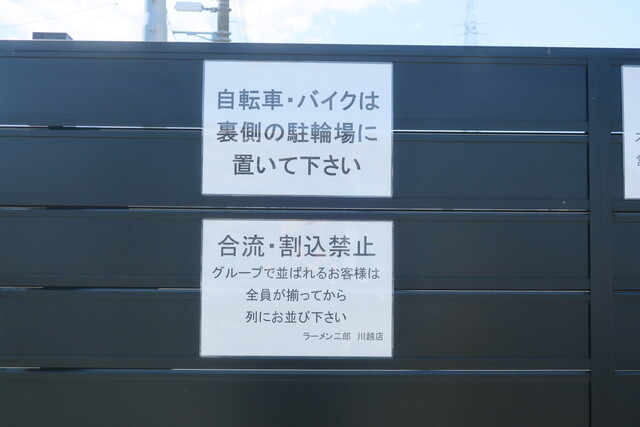 自転車・バイクは
裏側の駐輪場に
置いて下さい
合流・割込禁止
グループで並ばれるお客様は
全員が揃ってから
列にお並び下さい
ラーメン二郎 川越店